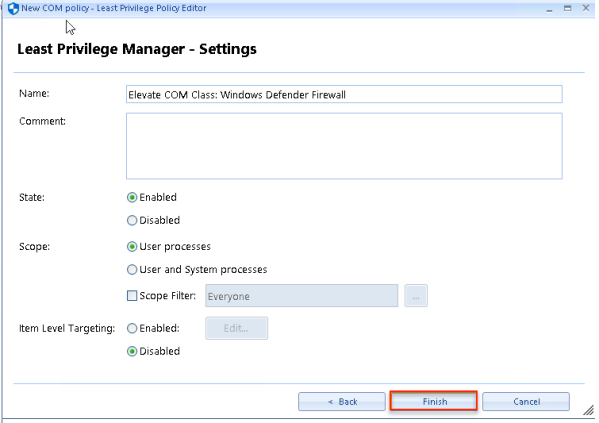 New COM policy - Least Privilege Policy Editor
Least Privilege Manager - Settings
Name: Elevate COM Class: Windows Defender Firewall
Comment:
State: Enabled
Disabled
Scope: User processes
User and System processes
Scope Filter: Everyone ...
Item Level Targeting: Enabled: Edit...
Disabled
< Back Finish Cancel